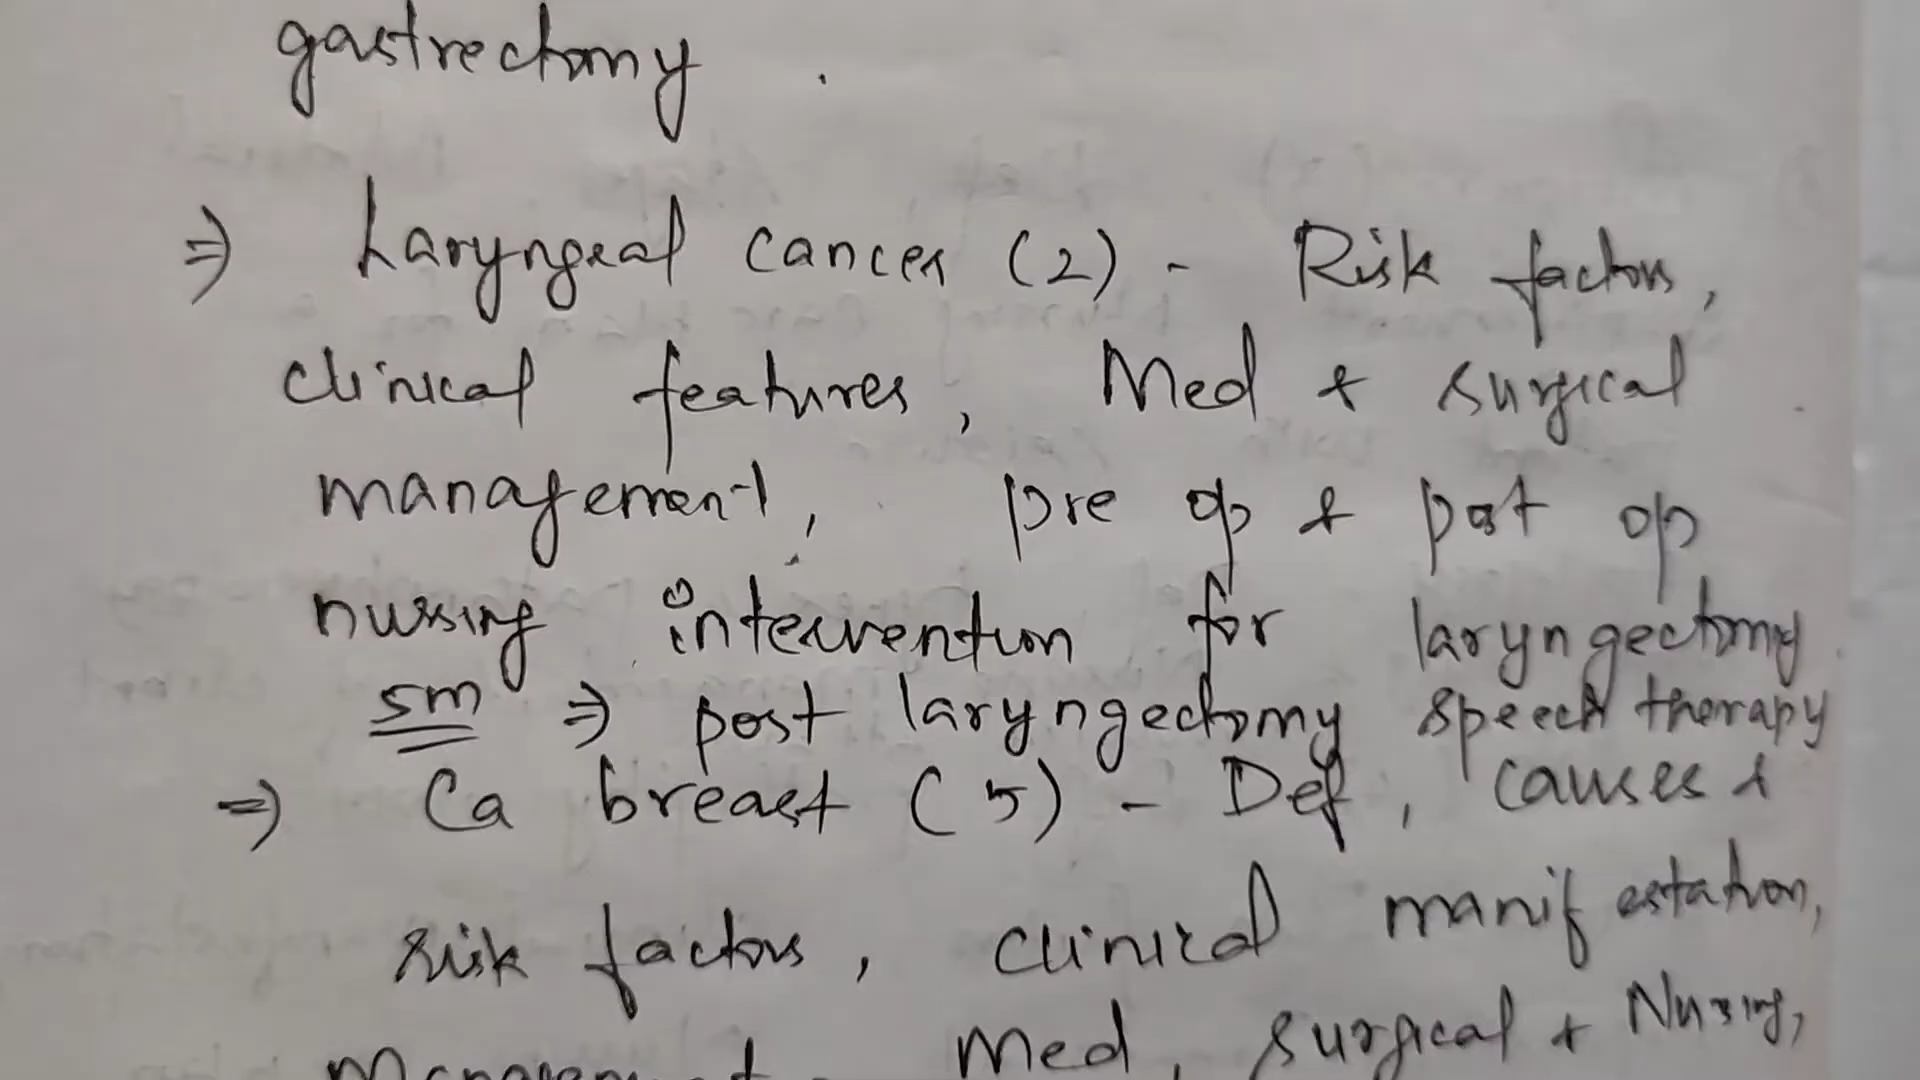 gastrectomy
⇒ Laryngeal cancer (2) - Risk factors,
clinical features, Med & surgical
management, pre op & post op
nursing intervention for laryngectomy
sm ⇒ post laryngectomy speech therapy
⇒ Ca breast (5) - Def, causes &
risk factors, clinical manifestation,
Management - Med, surgical + Nursing,